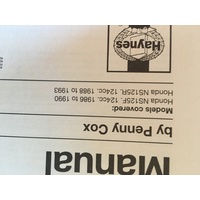 Manual
by Penny Cox
Models covered:
Honda NS125F. 124cc. 1986 to 1990
Honda NS125R. 124cc. 1988 to 1993
Haynes